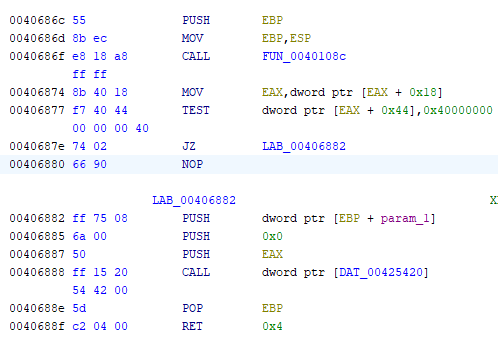 0040686c 55 PUSH EBP
0040686d 8b ec MOV EBP,ESP
0040686f e8 18 a8 CALL FUN_0040108c
ff ff
00406874 8b 40 18 MOV EAX,dword ptr [EAX + 0x18]
00406877 f7 40 44 TEST dword ptr [EAX + 0x44],0x40000000
00 00 00 40
0040687e 74 02 JZ LAB_00406882
00406880 66 90 NOP
LAB_00406882 X
00406882 ff 75 08 PUSH dword ptr [EBP + param_1]
00406885 6a 00 PUSH 0x0
00406887 50 PUSH EAX
00406888 ff 15 20 CALL dword ptr [DAT_00425420]
54 42 00
0040688e 5d POP EBP
0040688f c2 04 00 RET 0x4